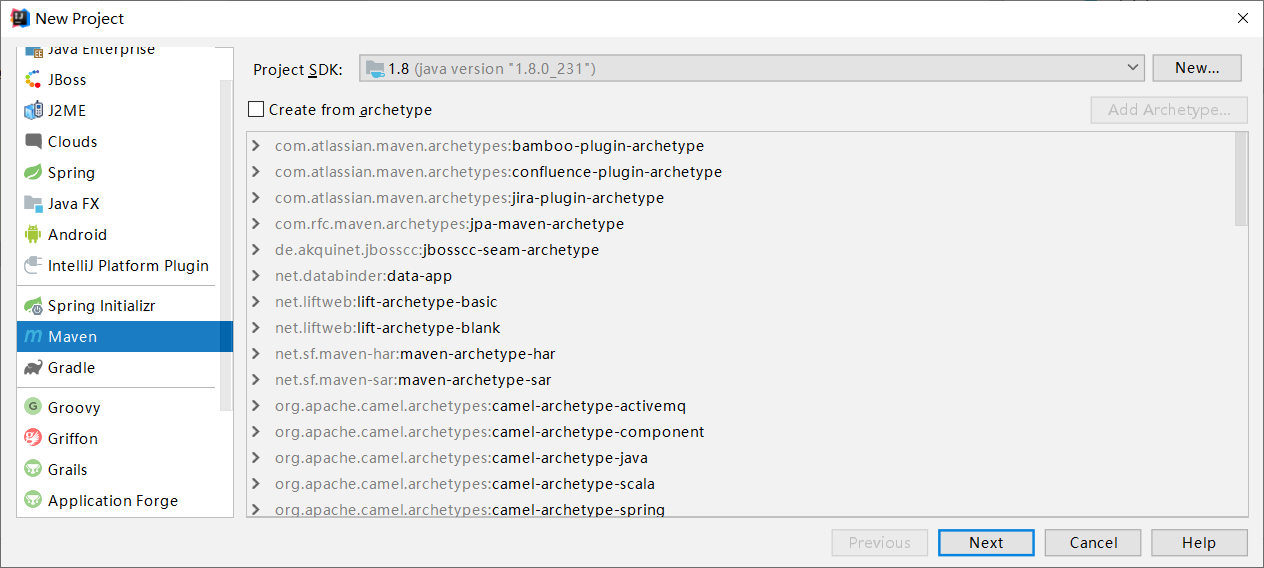 New Project
Java Enterprise
JBoss
J2ME
Clouds
Spring
Java FX
Android
IntelliJ Platform Plugin
Spring Initializr
Maven
Gradle
Groovy
Griffon
Grails
Application Forge
Project SDK: 1.8 (java version "1.8.0_231") New...
Create from archetype Add Archetype...
com.atlassian.maven.archetypes:bamboo-plugin-archetype
com.atlassian.maven.archetypes:confluence-plugin-archetype
com.atlassian.maven.archetypes:jira-plugin-archetype
com.rfc.maven.archetypes:jpa-maven-archetype
de.akquinet.jbosscc:jbosscc-seam-archetype
net.databinder:data-app
net.liftweb:lift-archetype-basic
net.liftweb:lift-archetype-blank
net.sf.maven-har:maven-archetype-har
net.sf.maven-sar:maven-archetype-sar
org.apache.camel.archetypes:camel-archetype-activemq
org.apache.camel.archetypes:camel-archetype-component
org.apache.camel.archetypes:camel-archetype-java
org.apache.camel.archetypes:camel-archetype-scala
org.apache.camel.archetypes:camel-archetype-spring
Previous Next Cancel Help